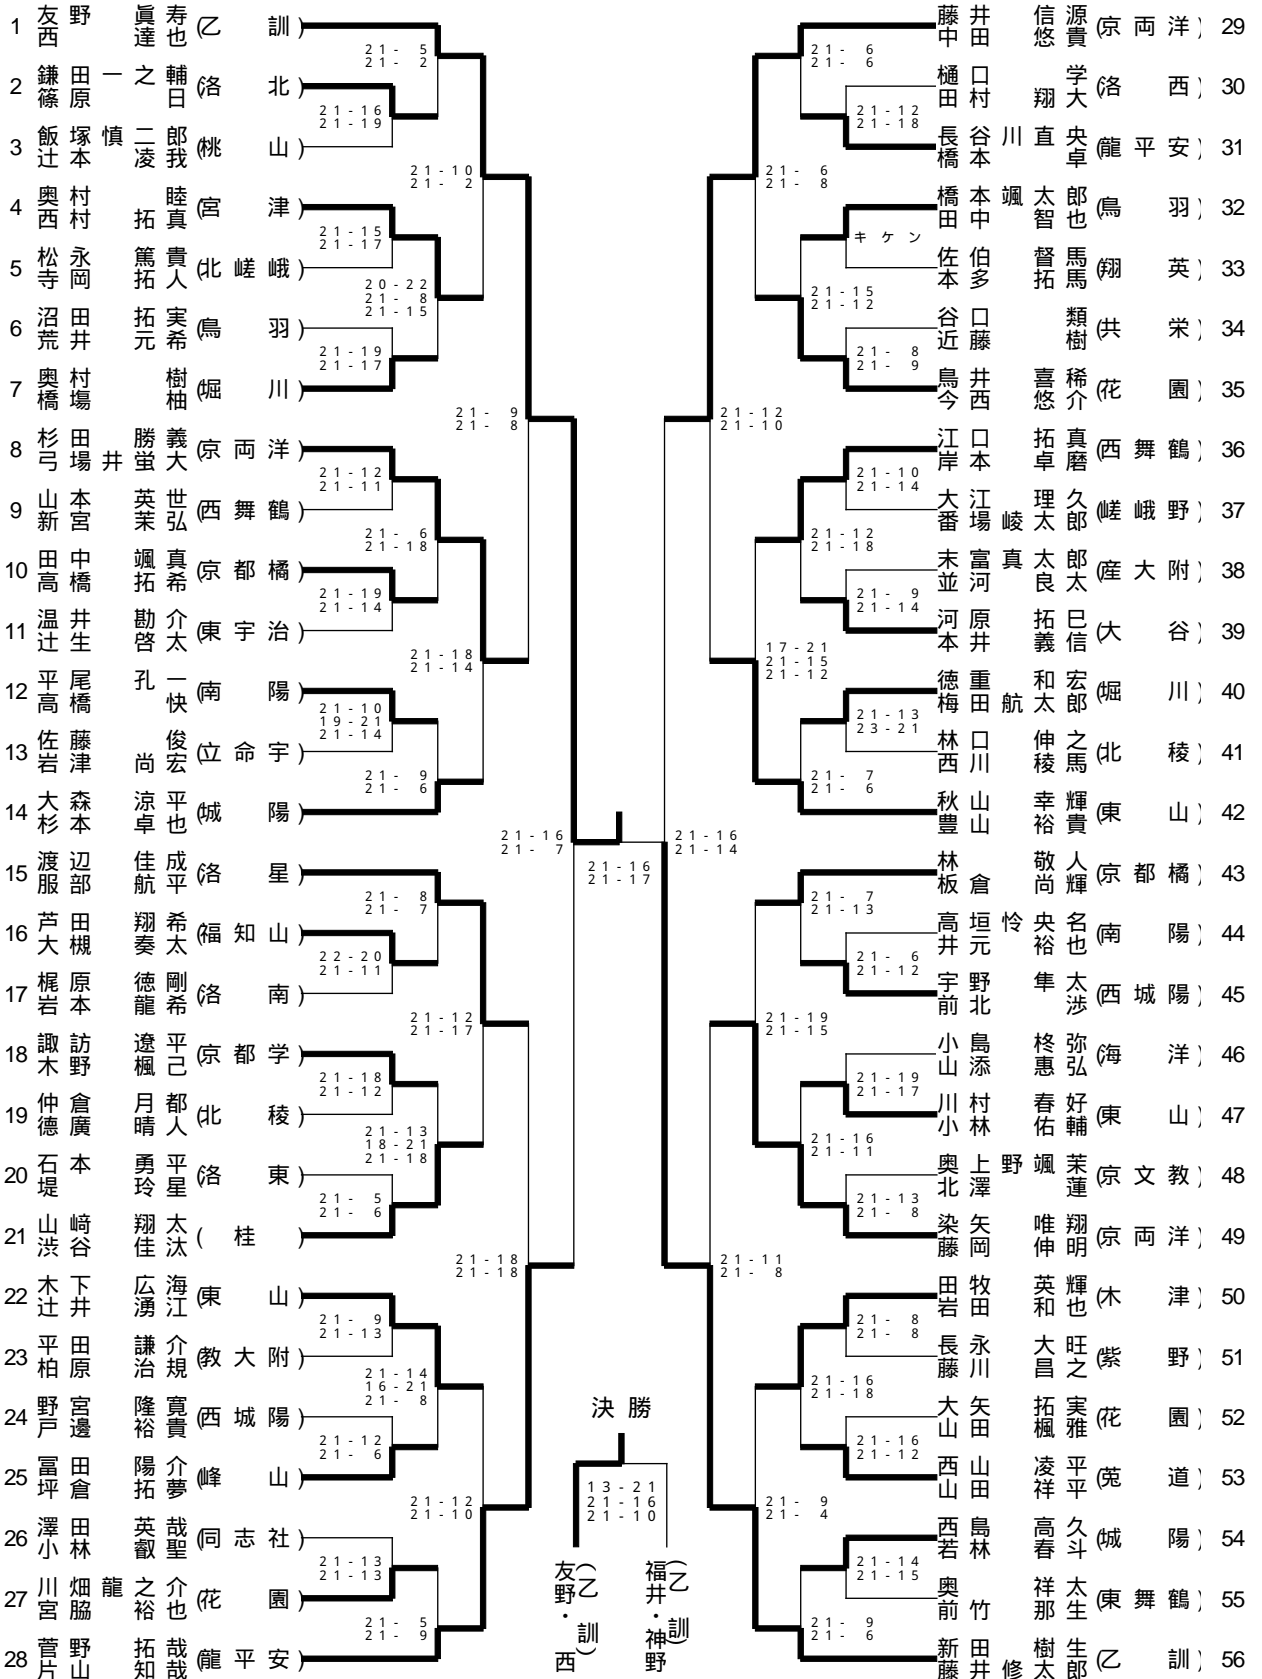 1 友野 眞寿 (乙訓)
西 達也
21-5
21-2
2 鎌田一之輔 (洛北)
篠原 日
21-16
21-19
3 飯塚慎二郎 (桃山)
辻本 凌我
21-10
21-2
4 奥村 睦 (宮津)
西村 拓真
21-15
21-17
5 松永 篤貴 (北嵯峨)
寺岡 拓人
20-22
21-8
21-15
6 沼田 拓実 (鳥羽)
荒井 元希
21-19
21-17
7 奥村 樹 (堀川)
橋場 柚
21-9
21-8
8 杉田 勝義 (京両洋)
弓場井蛍大
21-12
21-11
9 山本 英世 (西舞鶴)
新宮 茉弘
21-6
21-18
10 田中 颯真 (京都橘)
高橋 拓希
21-19
21-14
11 温井 勘介 (東宇治)
辻生 啓太
21-18
21-14
12 平尾 孔一 (南陽)
高橋 快
21-10
19-21
21-14
13 佐藤 俊 (立命宇)
岩津 尚宏
21-9
21-6
14 大森 涼平 (城陽)
杉本 卓也
21-16
21-7
15 渡辺 佳成 (洛星)
服部 航平
21-8
21-7
16 芦田 翔希 (福知山)
大槻 奏太
22-20
21-11
17 梶原 徳剛 (洛南)
岩本 龍希
21-12
21-17
18 諏訪 遼平 (京都学)
木野 楓己
21-18
21-12
19 仲倉 月都 (北稜)
德廣 晴人
21-13
18-21
21-18
20 石本 勇平 (洛東)
堤 玲星
21-5
21-6
21 山﨑 翔太 (桂)
渋谷 佳汰
21-18
21-18
22 木下 広海 (東山)
辻井 湧江
21-9
21-13
23 平田 謙介 (教大附)
柏原 治規
21-14
16-21
21-8
24 野宮 隆寛 (西城陽)
戸邊 裕貴
21-12
21-6
25 冨田 陽介 (峰山)
坪倉 拓夢
21-12
21-10
26 澤田 英哉 (同志社)
小林 叡聖
21-13
21-13
27 川畑龍之介 (花園)
宮脇 裕也
21-5
21-9
28 菅野 拓哉 (龍平安)
片山 知哉
21-16
21-17
決勝
13-21
21-16
21-10
友野・西 (乙訓)
福井・神野 (乙訓)
藤井 信源 (京両洋) 29
中田 悠貴
21-6
21-6
樋口 学 (洛西) 30
田村 翔大
21-12
21-18
長谷川直央 (龍平安) 31
橋本 卓
21-6
21-8
橋本颯太郎 (鳥羽) 32
田中 智也
キケン
佐伯 督馬 (翔英) 33
本多 拓馬
21-15
21-12
谷口 類 (共栄) 34
近藤 樹
21-8
21-9
鳥井 喜稀 (花園) 35
今西 悠介
21-12
21-10
江口 拓真 (西舞鶴) 36
岸本 卓磨
21-10
21-14
大江 理久 (嵯峨野) 37
番場崚太郎
21-12
21-18
末富真太郎 (産大附) 38
並河 良太
21-9
21-14
河原 拓巳 (大谷) 39
本井 義信
17-21
21-15
21-12
徳重 和宏 (堀川) 40
梅田航太郎
21-13
23-21
林口 伸之 (北稜) 41
西川 稜馬
21-7
21-6
秋山 幸輝 (東山) 42
豊山 裕貴
21-16
21-14
林 敬人 (京都橘) 43
板倉 尚輝
21-7
21-13
高垣怜央名 (南陽) 44
井元 裕也
21-6
21-12
宇野 隼太 (西城陽) 45
前北 渉
21-19
21-15
小島 柊弥 (海洋) 46
山添 惠弘
21-19
21-17
川村 春好 (東山) 47
小林 佑輔
21-16
21-11
奥上野颯茉 (京文教) 48
北澤 蓮
21-13
21-8
染矢 唯翔 (京両洋) 49
藤岡 伸明
21-11
21-8
田牧 英輝 (木津) 50
岩田 和也
21-8
21-8
長永 大旺 (紫野) 51
藤川 昌之
21-16
21-18
大矢 拓実 (花園) 52
山田 楓雅
21-16
21-12
西山 凌平 (莵道) 53
山田 祥平
21-9
21-4
西島 高久 (城陽) 54
若林 春斗
21-14
21-15
奥 祥太 (東舞鶴) 55
前竹 那生
21-9
21-6
新田 樹生 (乙訓) 56
藤井修太郎